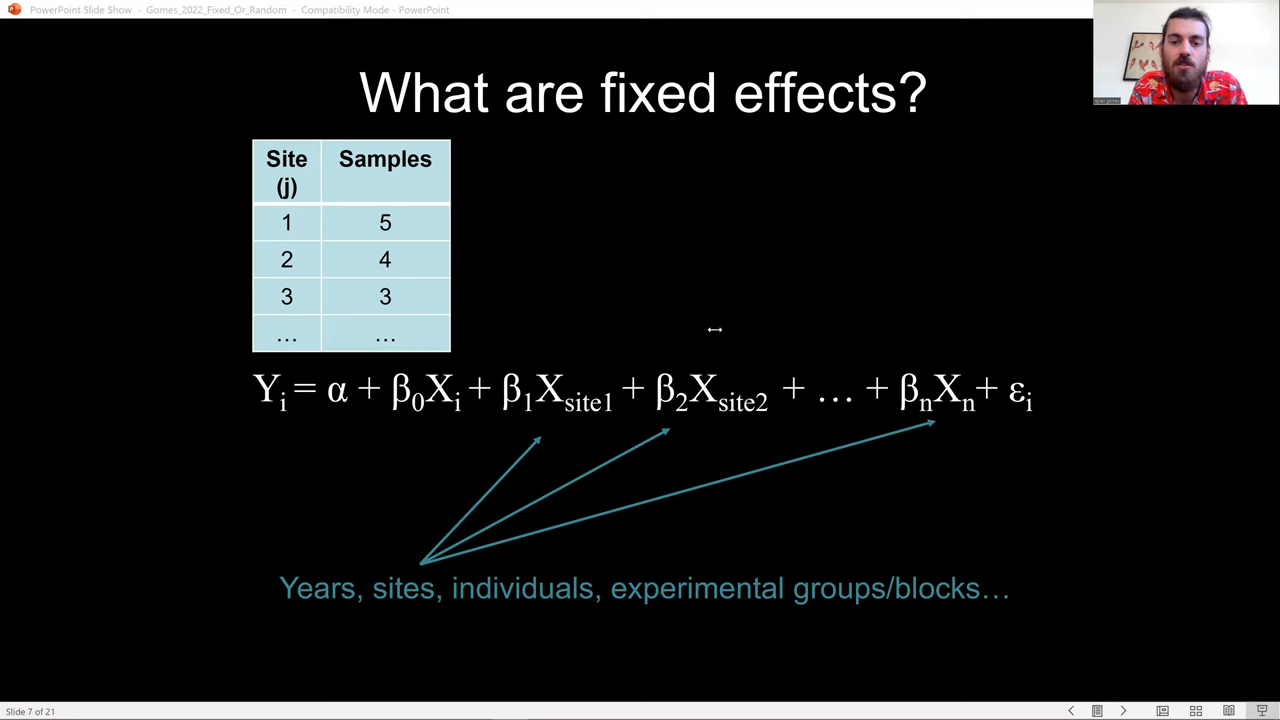 PowerPoint Slide Show - Gomes_2022_Fixed_Or_Random - Compatibility Mode - PowerPoint
What are fixed effects?
Site (j) Samples
1 5
2 4
3 3
… …
Yi = α + β0Xi + β1Xsite1 + β2Xsite2 + … + βnXn + εi
Years, sites, individuals, experimental groups/blocks…
Slide 7 of 21